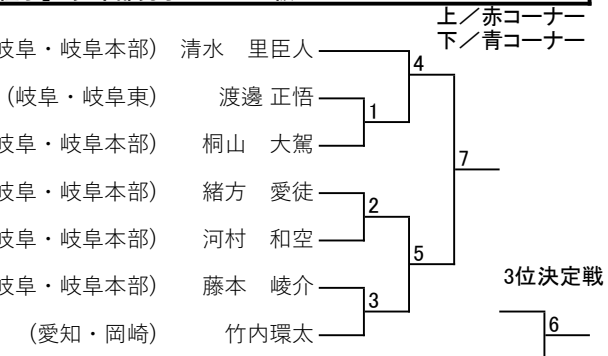 上／赤コーナー
下／青コーナー
岐阜・岐阜本部) 清水　里臣人
4
(岐阜・岐阜東) 渡邊 正悟
1
岐阜・岐阜本部) 桐山　大駕
7
岐阜・岐阜本部) 緒方　愛徒
2
岐阜・岐阜本部) 河村　和空
5
岐阜・岐阜本部) 藤本　崚介
3位決定戦
3
(愛知・岡崎) 竹内環太
6